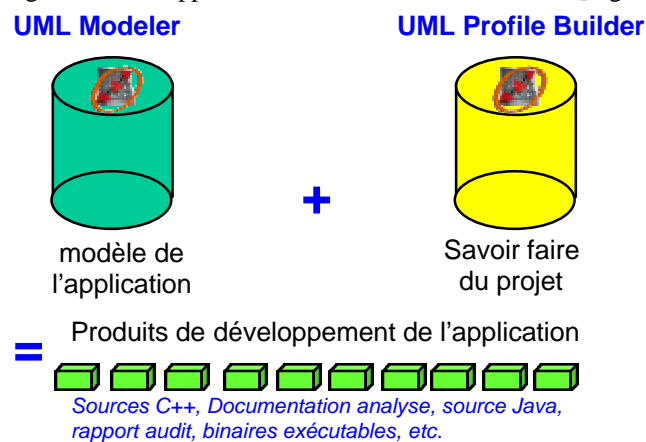 UML Modeler UML Profile Builder
+
modèle de l'application
Savoir faire du projet
= Produits de développement de l'application
Sources C++, Documentation analyse, source Java,
rapport audit, binaires exécutables, etc.